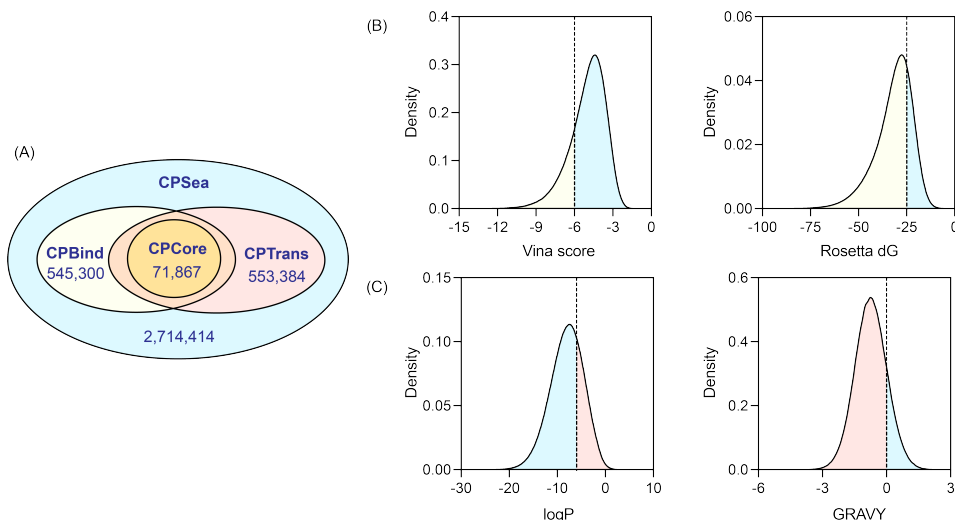 (A)
CPSea
CPBind
545,300
CPCore
71,867
CPTrans
553,384
2,714,414
(B)
Density
0.4
0.3
0.2
0.1
0.0
-15 -12 -9 -6 -3 0
Vina score
Density
0.06
0.04
0.02
0.00
-100 -75 -50 -25 0
Rosetta dG
(C)
Density
0.15
0.10
0.05
0.00
-30 -20 -10 0 10
logP
Density
0.6
0.4
0.2
0.0
-6 -3 0 3
GRAVY